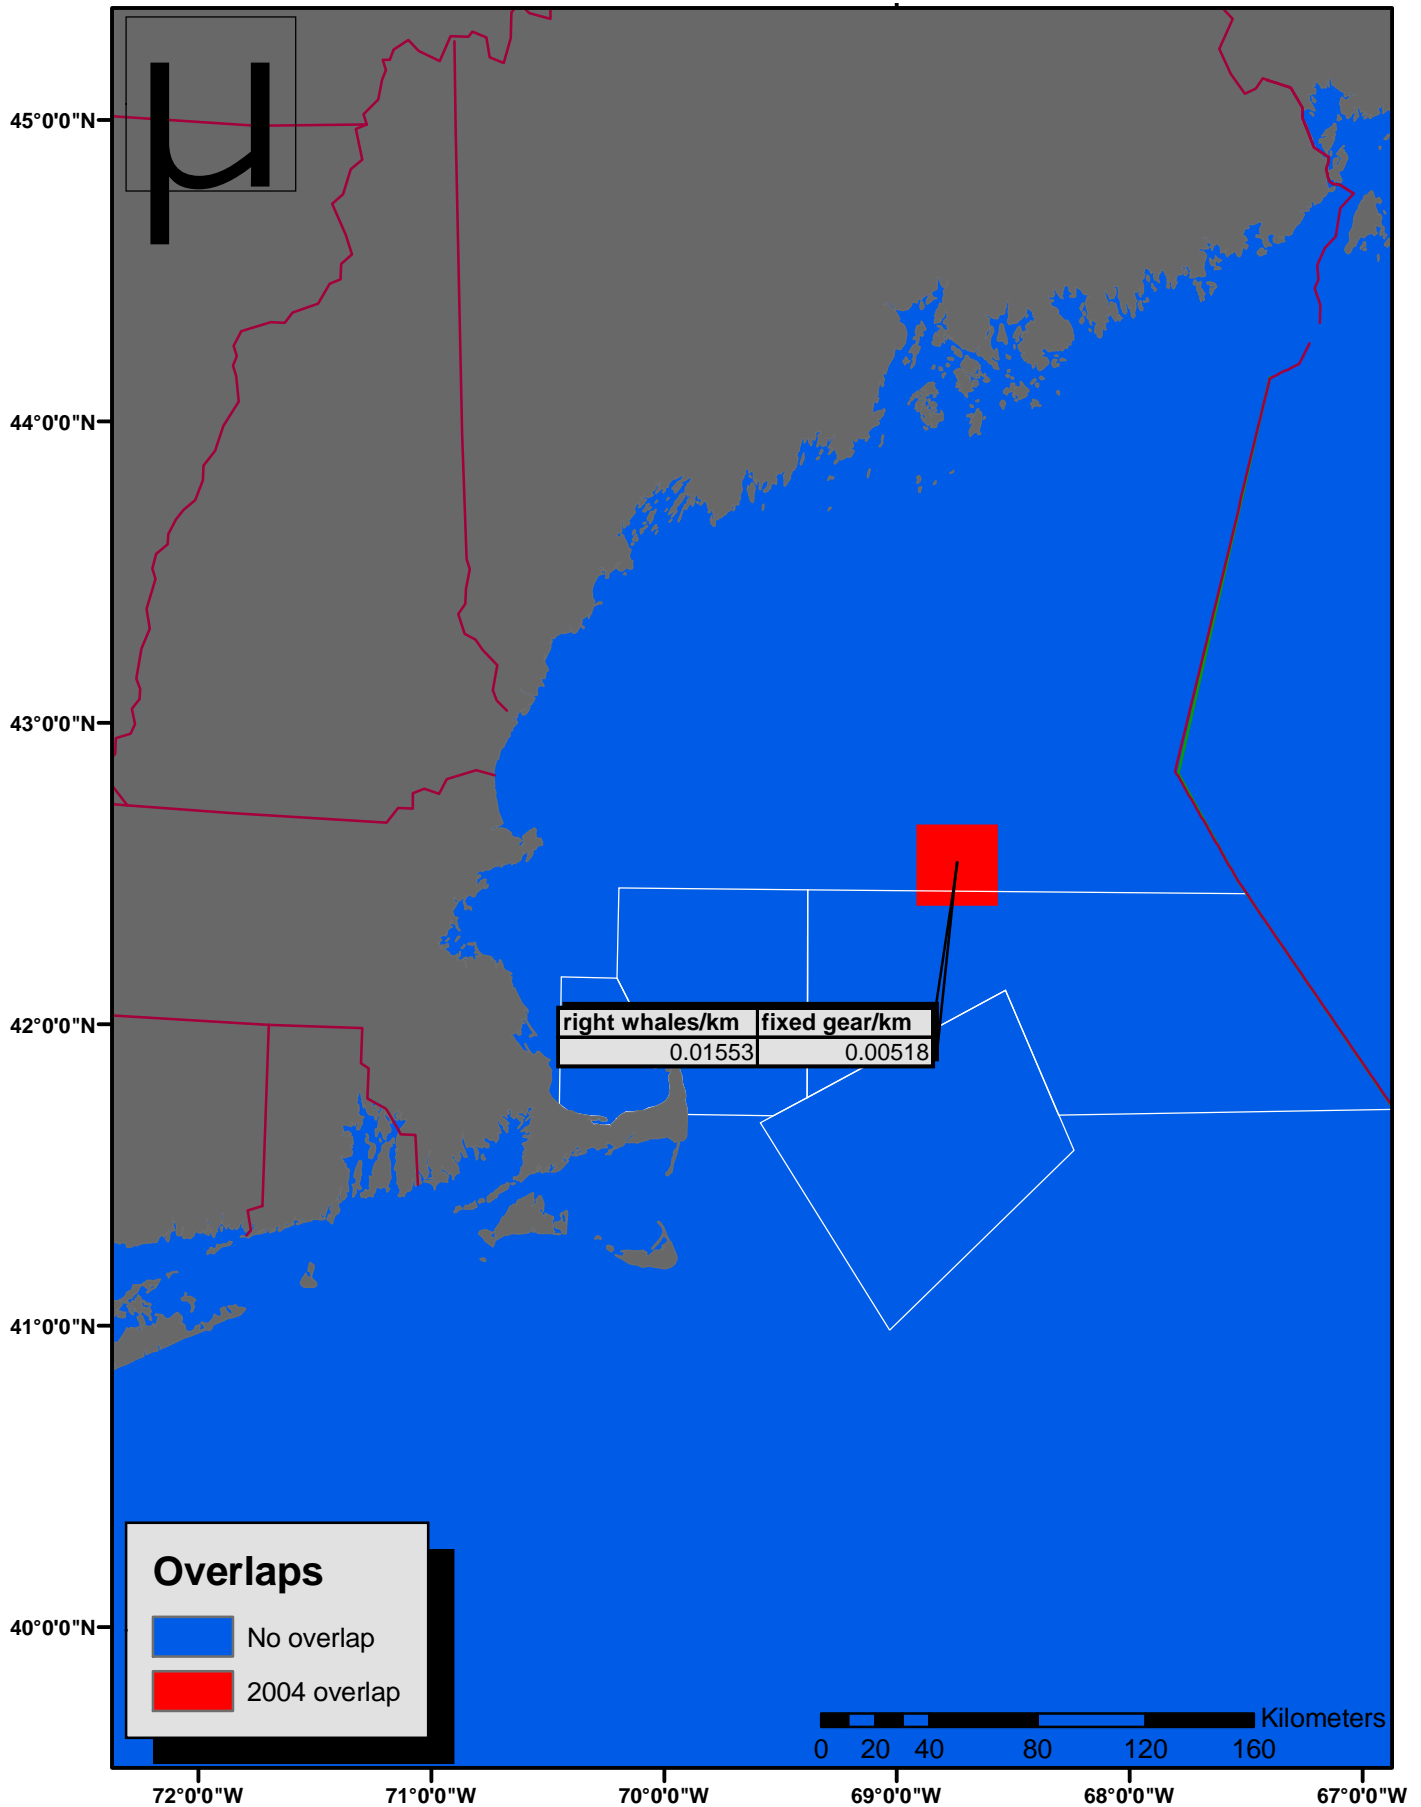 µ
45°0'0"N
44°0'0"N
43°0'0"N
42°0'0"N
right whales/km fixed gear/km
0.01553 0.00518
41°0'0"N
Overlaps
40°0'0"N
No overlap
2004 overlap
Kilometers
0 20 40 80 120 160
72°0'0"W 71°0'0"W 70°0'0"W 69°0'0"W 68°0'0"W 67°0'0"W